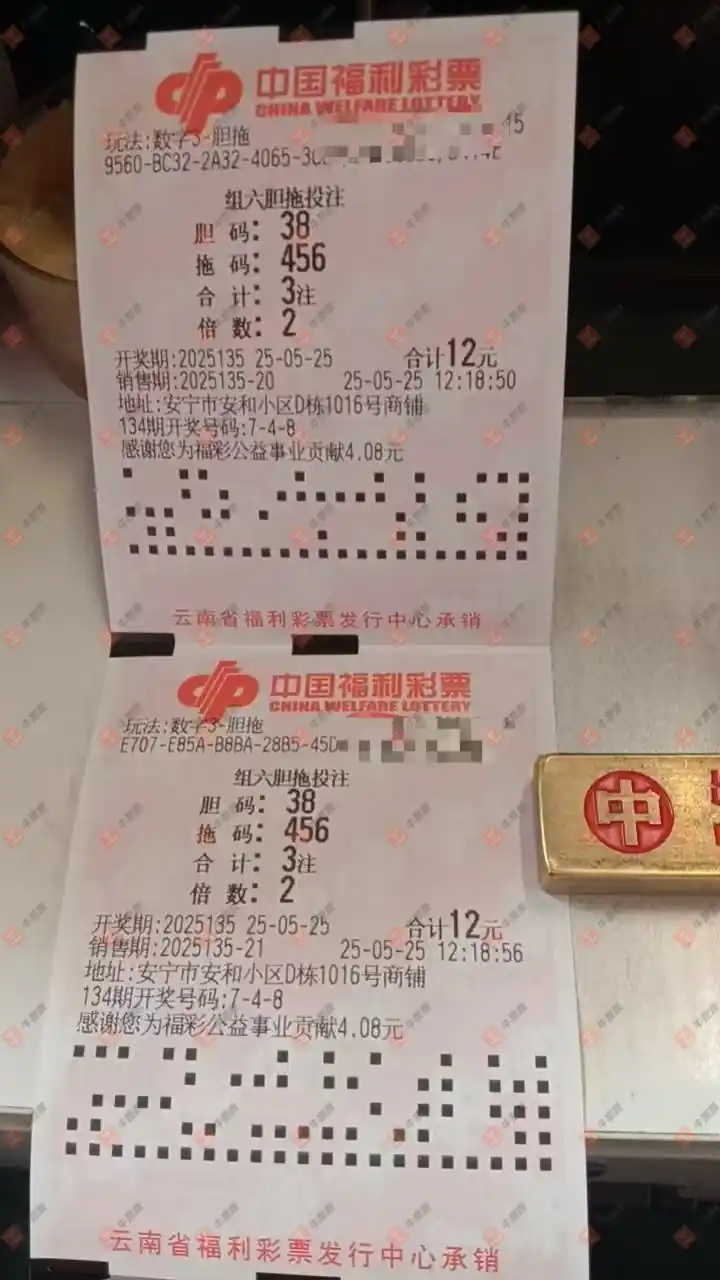 中国福利彩票
CHINA WELFARE LOTTERY
玩法:数字3-胆拖
15
9560-BC32-2A32-4065-3C
组六胆拖投注
胆 码: 38
拖 码: 456
合 计: 3注
倍 数: 2
开奖期:2025135 25-05-25 合计12元
销售期:2025135-20 25-05-25 12:18:50
地址:安宁市安和小区D栋1016号商铺
134期开奖号码:7-4-8
感谢您为福彩公益事业贡献4.08元
云南省福利彩票发行中心承销
中国福利彩票
CHINA WELFARE LOTTERY
玩法:数字3-胆拖
E707-E85A-B8BA-28B5-45D
组六胆拖投注
胆 码: 38
拖 码: 456
合 计: 3注
倍 数: 2
开奖期:2025135 25-05-25 合计12元
销售期:2025135-21 25-05-25 12:18:56
地址:安宁市安和小区D栋1016号商铺
134期开奖号码:7-4-8
感谢您为福彩公益事业贡献4.08元
云南省福利彩票发行中心承销
中